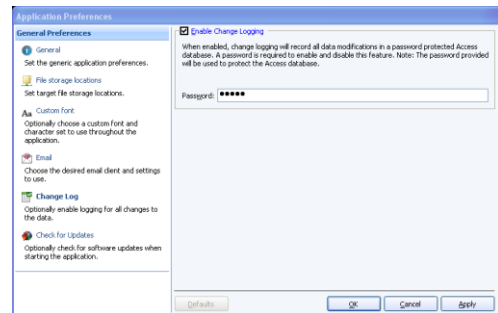 Application Preferences
General Preferences
General
Set the generic application preferences.
File storage locations
Set target file storage locations.
Aa Custom font
Optionally choose a custom font and
character set to use throughout the
application.
Email
Choose the desired email client and settings
to use.
Change Log
Optionally enable logging for all changes to
the data.
Check for Updates
Optionally check for software updates when
starting the application.
Enable Change Logging
When enabled, change logging will record all data modifications in a password protected Access
database. A password is required to enable and disable this feature. Note: The password provided
will be used to protect the Access database.
Password: •••••
Defaults
OK
Cancel
Apply